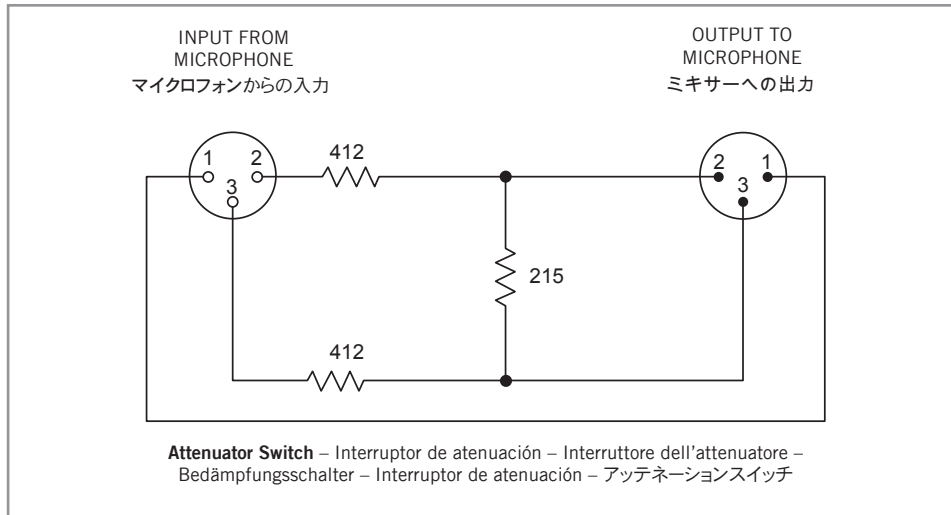 INPUT FROM
MICROPHONE
マイクロフォンからの入力
OUTPUT TO
MICROPHONE
ミキサーへの出力
1 2
3
412
2 1
3
215
412
Attenuator Switch – Interruptor de atenuación – Interruttore dell'attenuatore –
Bedämpfungsschalter – Interruptor de atenuación – アッテネーションスイッチ